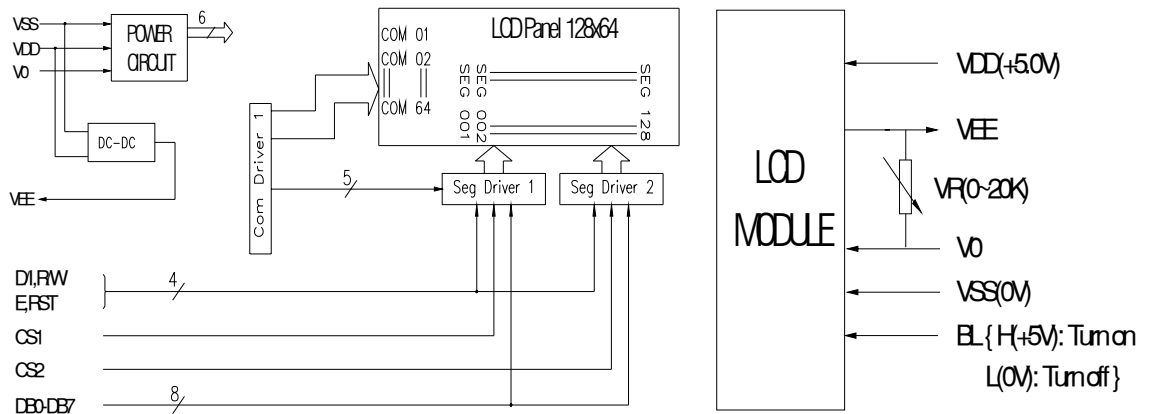 VSS
VDD
V0
POWER
CIRCUIT
6
DC-DC
VEE
Com Driver 1
LCD Panel 128x64
COM 01
COM 02
COM 64
SEG 001
SEG 002
SEG 128
5
Seg Driver 1
Seg Driver 2
D/I,R/W
E,RST
4
CS1
CS2
DB0-DB7
8
LCD
MODULE
VDD(+5.0V)
VEE
VR(0~20K)
V0
VSS(0V)
BL{ H(+5V): Turn on
L(0V): Turn off }